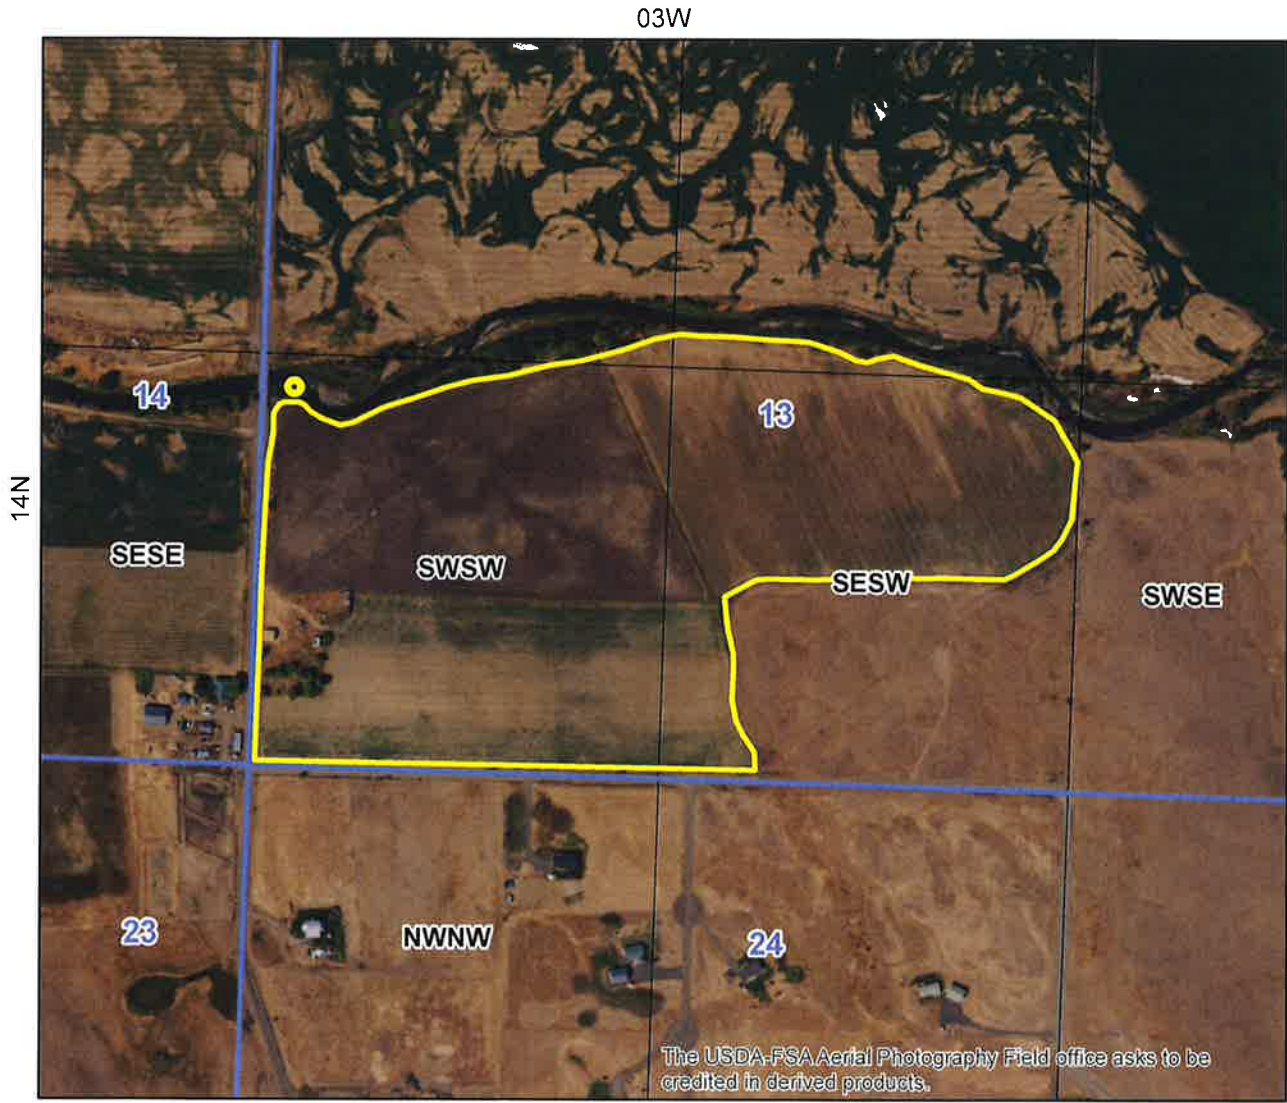 03W
14N
14
13
SESE
SWSW
SESW
SWSE
23
NWNW
24
The USDA-FSA Aerial Photography Field office asks to be
credited in derived products.